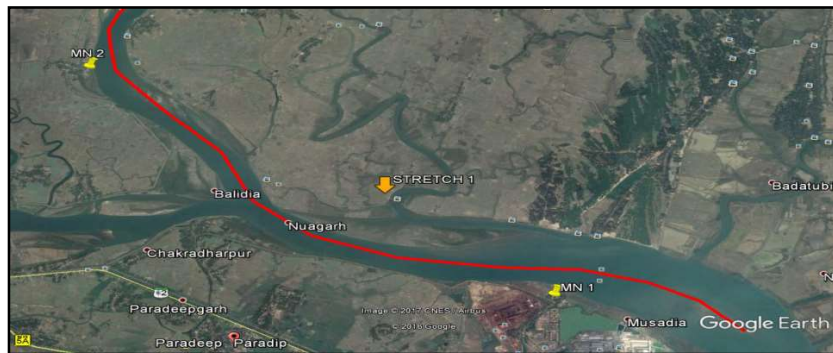 MN 2
STRETCH 1
Balidia
Badatubi
Nuagarh
Chakradharpur
N
12
MN 1
Paradeepgarh
Image © 2017 CNES / Airbus
© 2018 Google
Musadia
Google Earth
Paradeep Paradip